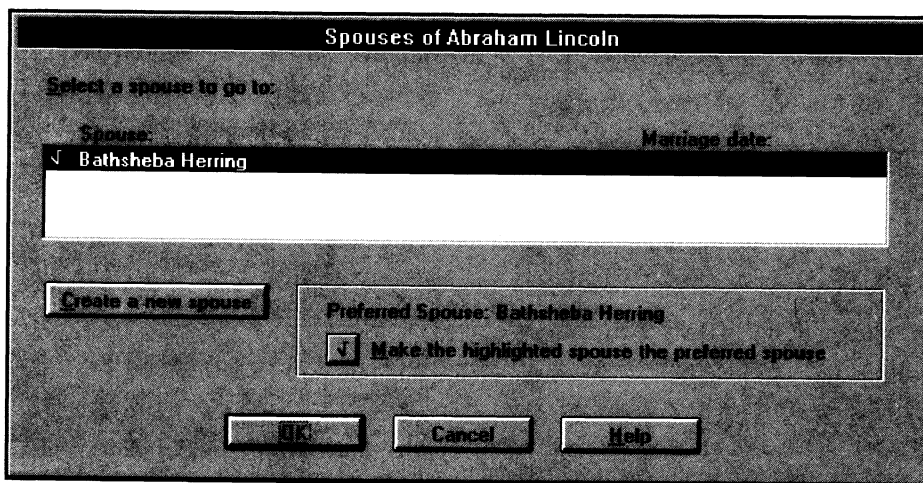 Spouses of Abraham Lincoln
Select a spouse to go to:
Spouse: Marriage date:
√ Bathsheba Herring
Create a new spouse
Preferred Spouse: Bathsheba Herring
√ Make the highlighted spouse the preferred spouse
OK Cancel Help